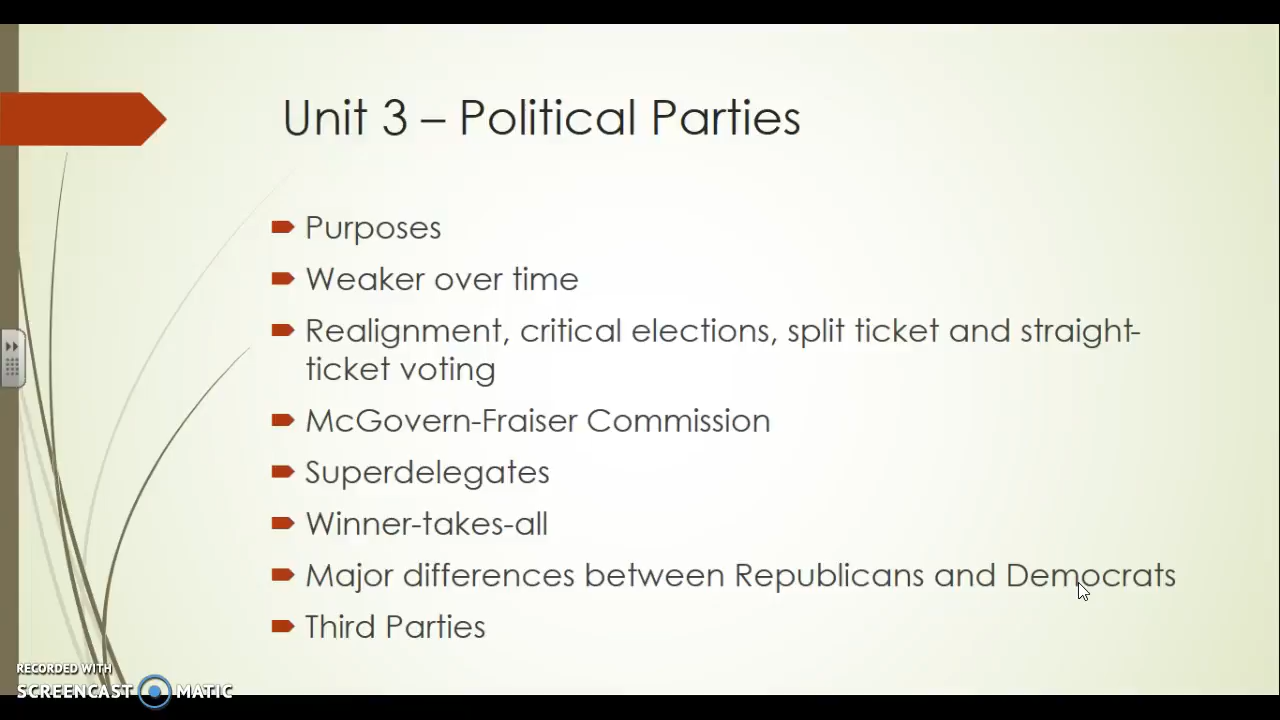 Unit 3 – Political Parties
Purposes
Weaker over time
Realignment, critical elections, split ticket and straight-
ticket voting
McGovern-Fraiser Commission
Superdelegates
Winner-takes-all
Major differences between Republicans and Democrats
Third Parties
RECORDED WITH
SCREENCAST MATIC